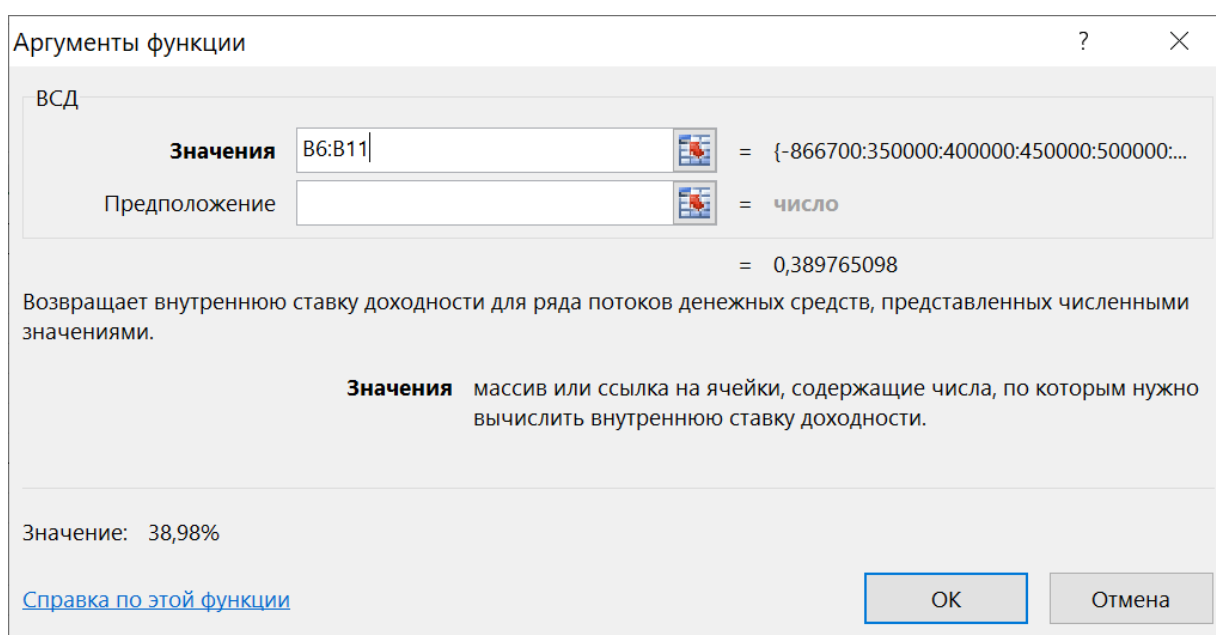 Аргументы функции ?
ВСД
Значения B6:B11 = {-866700:350000:400000:450000:500000:...
Предположение = число
= 0,389765098
Возвращает внутреннюю ставку доходности для ряда потоков денежных средств, представленных численными
значениями.
Значения массив или ссылка на ячейки, содержащие числа, по которым нужно
вычислить внутреннюю ставку доходности.
Значение: 38,98%
Справка по этой функции ОК Отмена